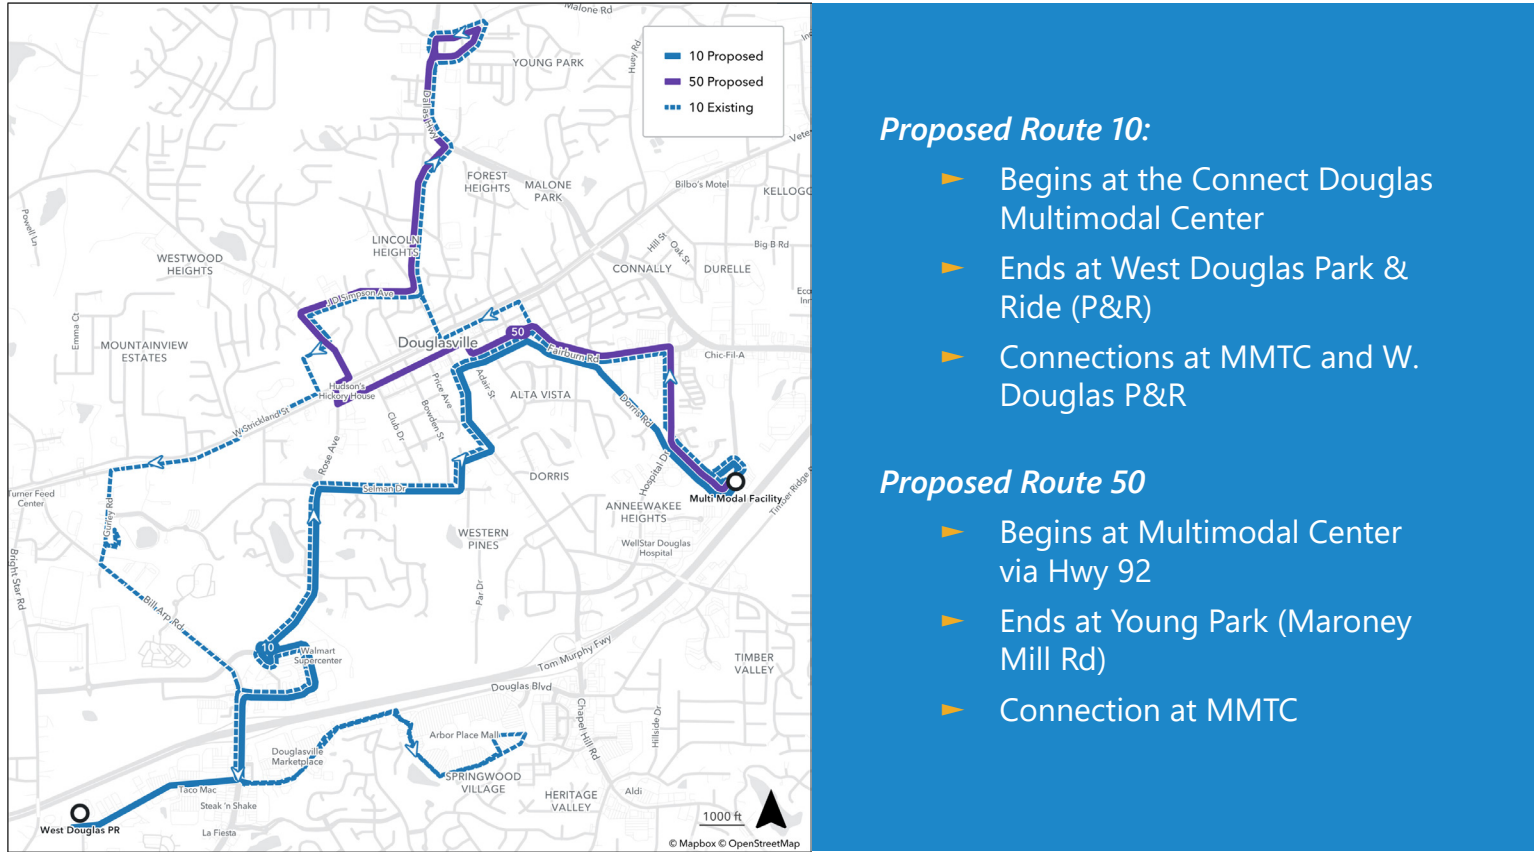 Malone Rd
10 Proposed
50 Proposed
10 Existing
YOUNG PARK
Huey Rd
Dallas Hwy
FOREST
HEIGHTS
MALONE
PARK
Bilbo's Motel
KELLOGG
Powell Ln
WESTWOOD
HEIGHTS
LINCOLN
HEIGHTS
Hill St
Oak St
Big B Rd
CONNALLY
DURELLE
JD Simpson Ave
Emma Ct
MOUNTAINVIEW
ESTATES
Douglasville
50
Fairburn Rd
Chic-Fil-A
Hudson's
Hickory House
Price Ave
Adair St
ALTA VISTA
Bowden St
Club Dr
Dorris Rd
W Strickland St
Rose Ave
Hospital Dr
DORRIS
Selman Dr
Multi Modal Facility
Turner Feed
Center
Gurley Rd
ANNEEWAKEE
HEIGHTS
Timber Ridge
WESTERN
PINES
WellStar Douglas
Hospital
Bright Star Rd
Bill Arp Rd
Par Dr
10
Walmart
Supercenter
Tom Murphy Fwy
TIMBER
VALLEY
Douglas Blvd
Chapel Hill Rd
Hillside Dr
Arbor Place Mall
Douglasville
Marketplace
SPRINGWOOD
VILLAGE
Taco Mac
Steak 'n Shake
HERITAGE
VALLEY
Aldi
West Douglas PR
La Fiesta
1000 ft
© Mapbox © OpenStreetMap
Proposed Route 10:
► Begins at the Connect Douglas
Multimodal Center
► Ends at West Douglas Park &
Ride (P&R)
► Connections at MMTC and W.
Douglas P&R
Proposed Route 50
► Begins at Multimodal Center
via Hwy 92
► Ends at Young Park (Maroney
Mill Rd)
► Connection at MMTC